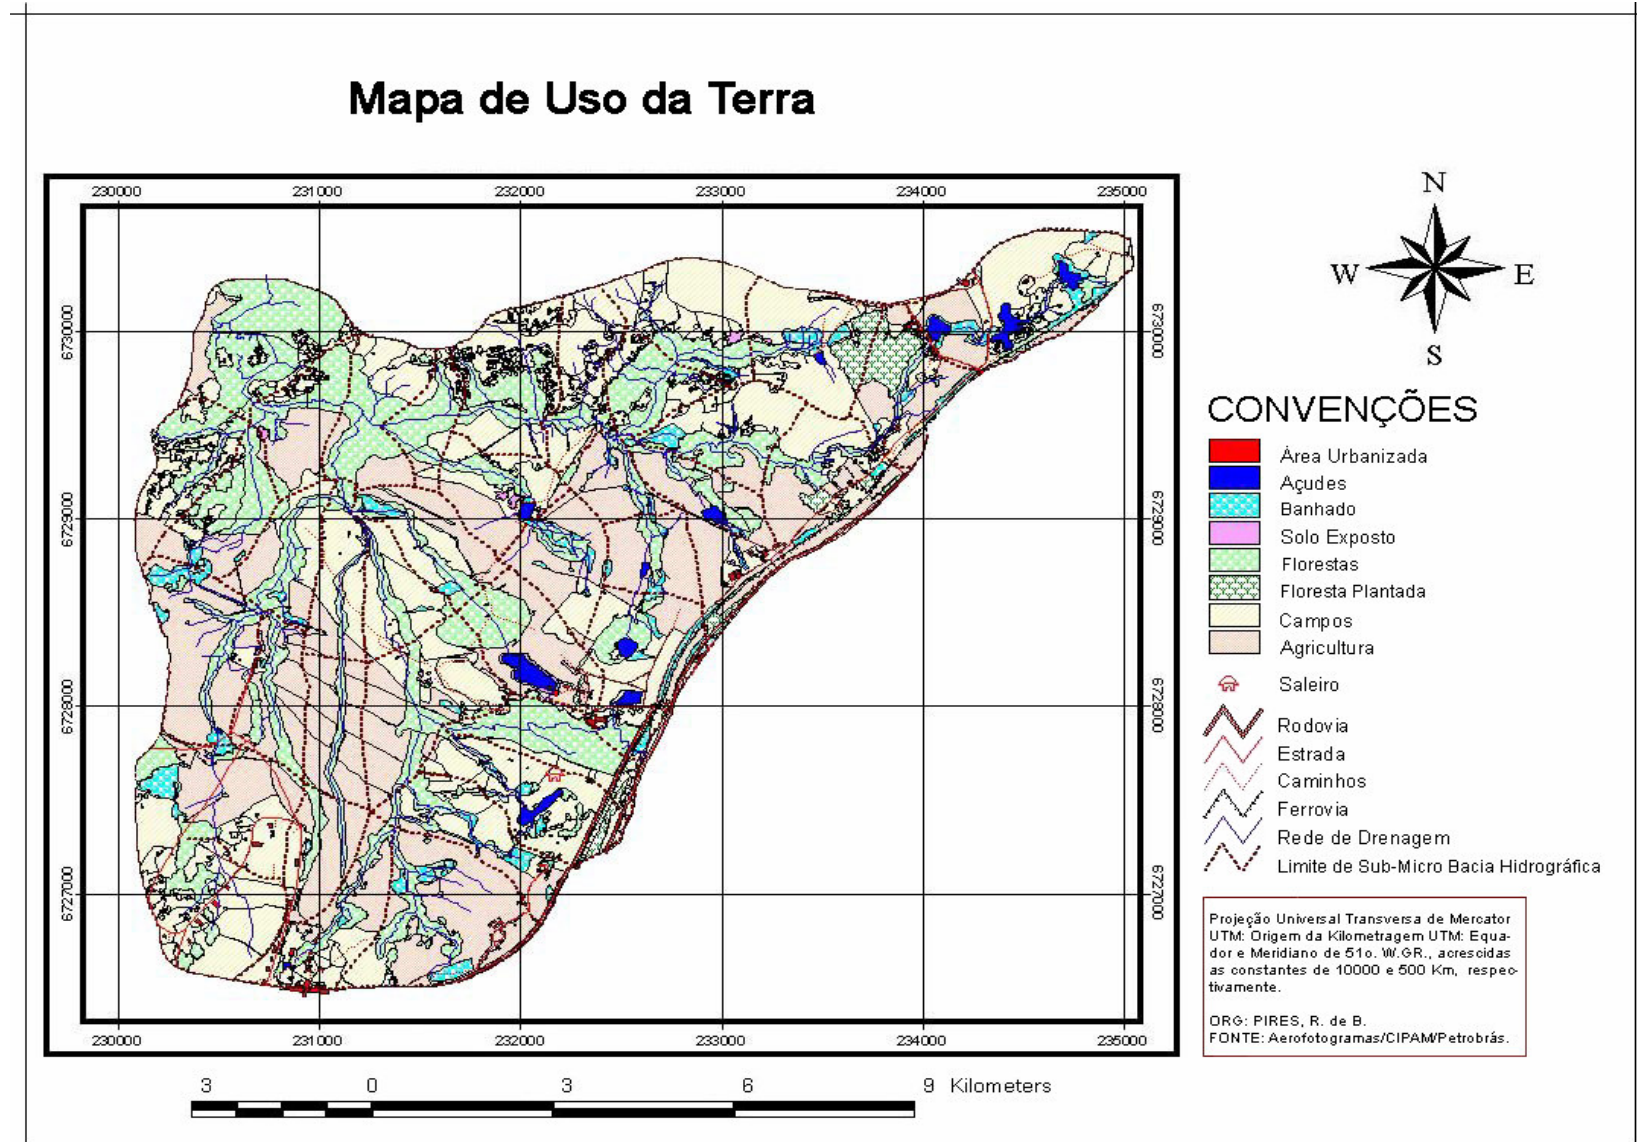 Mapa de Uso da Terra
230000 231000 232000 233000 234000 235000
6730000 6730000
6729000 6729000
6728000 6728000
6727000 6727000
230000 231000 232000 233000 234000 235000
3 0 3 6 9 Kilometers
N
W E
S
CONVENÇÕES
Área Urbanizada
Açudes
Banhado
Solo Exposto
Florestas
Floresta Plantada
Campos
Agricultura
Saleiro
Rodovia
Estrada
Caminhos
Ferrovia
Rede de Drenagem
Limite de Sub-Micro Bacia Hidrográfica
Projeção Universal Transversa de Mercator
UTM: Origem da Kilometragem UTM: Equa-
dor e Meridiano de 51o. W.GR., acrescidas
as constantes de 10000 e 500 Km, respec-
tivamente.
ORG: PIRES, R. de B.
FONTE: Aerofotogramas/CIPAM/Petrobrás.